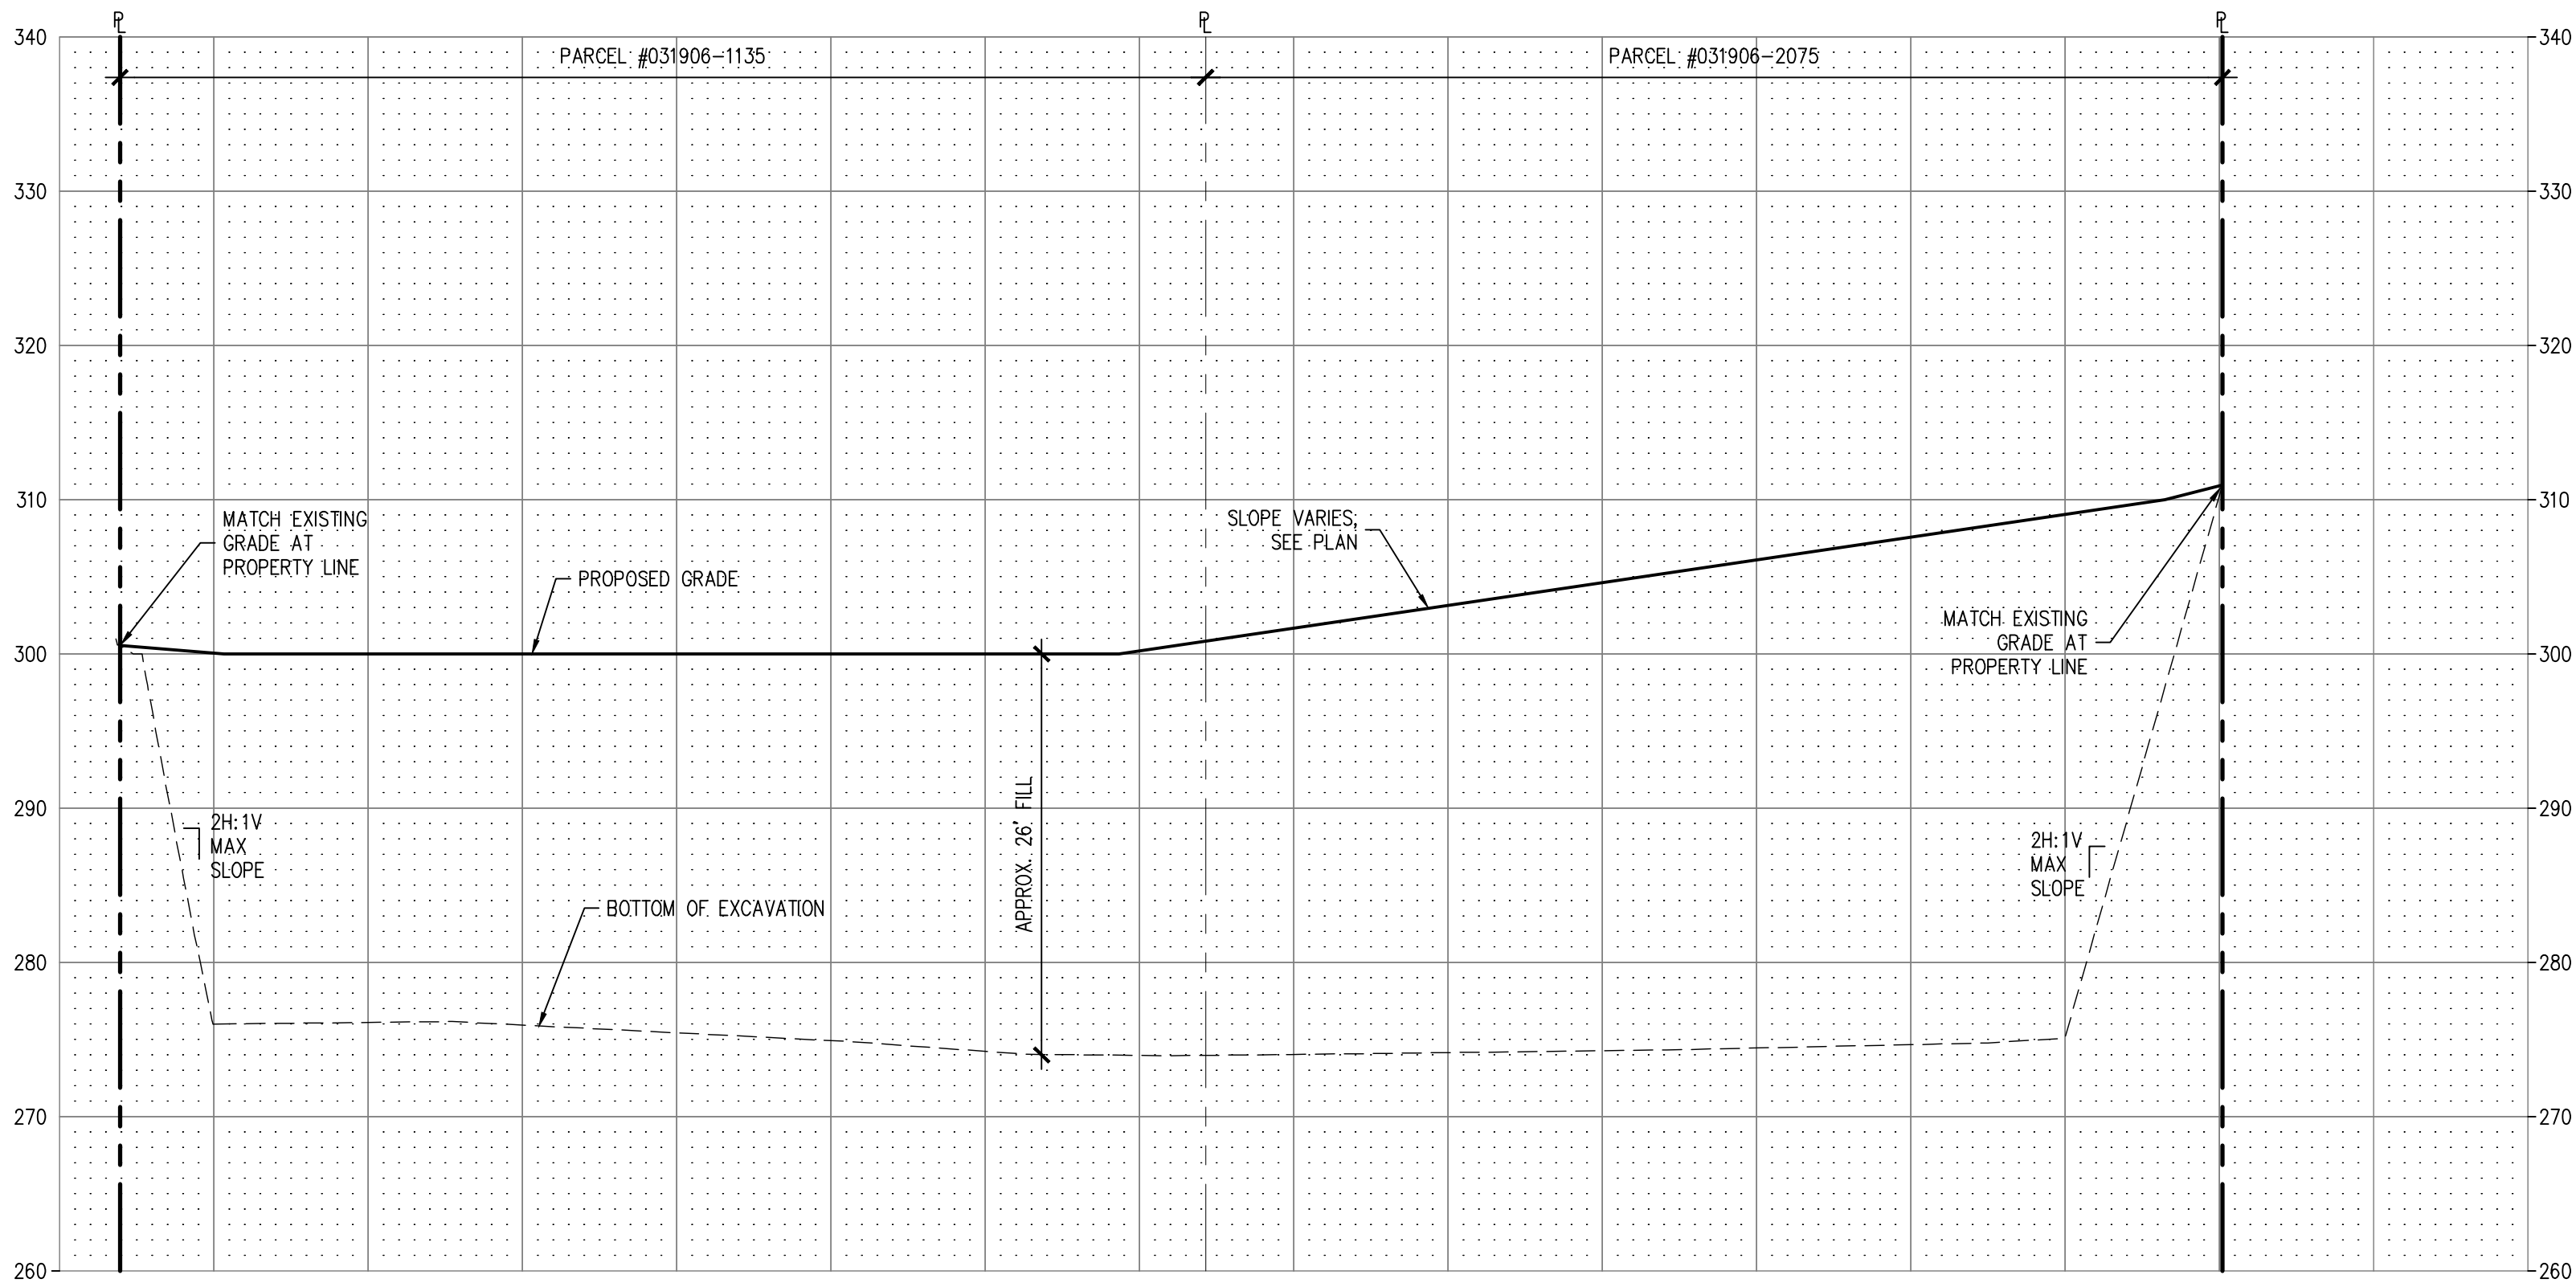 PL
PL
PL
340
340
PARCEL #031906-1135
PARCEL #031906-2075
330
330
320
320
310
310
MATCH EXISTING
GRADE AT
PROPERTY LINE
SLOPE VARIES,
SEE PLAN
PROPOSED GRADE
MATCH EXISTING
GRADE AT
PROPERTY LINE
300
300
290
290
2H:1V
MAX
SLOPE
APPROX. 26' FILL
2H:1V
MAX
SLOPE
BOTTOM OF EXCAVATION
280
280
270
270
260
260